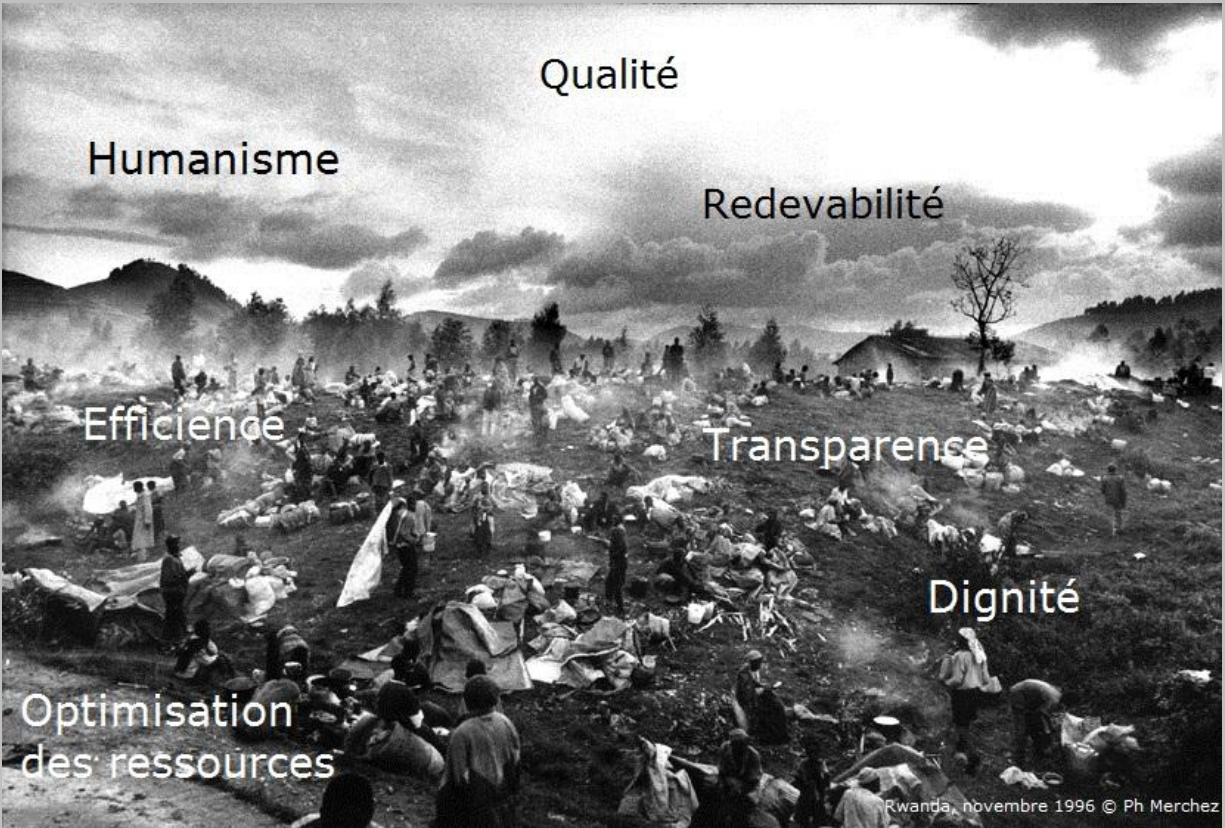 Qualité
Humanisme
Redevabilité
Efficience
Transparence
Dignité
Optimisation
des ressources
Rwanda, novembre 1996 © Ph Merchez